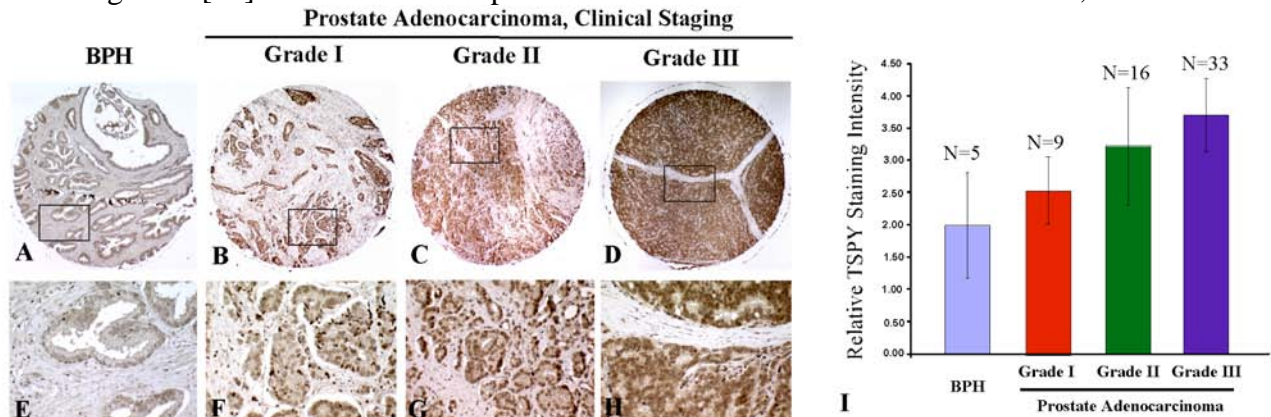 Prostate Adenocarcinoma, Clinical Staging
BPH
Grade I
Grade II
Grade III
A
B
C
D
E
F
G
H
Relative TSPY Staining Intensity
4.50
4.00
3.50
3.00
2.50
2.00
1.50
1.00
0.50
0.00
N=5
N=9
N=16
N=33
BPH
Grade I
Grade II
Grade III
Prostate Adenocarcinoma
I